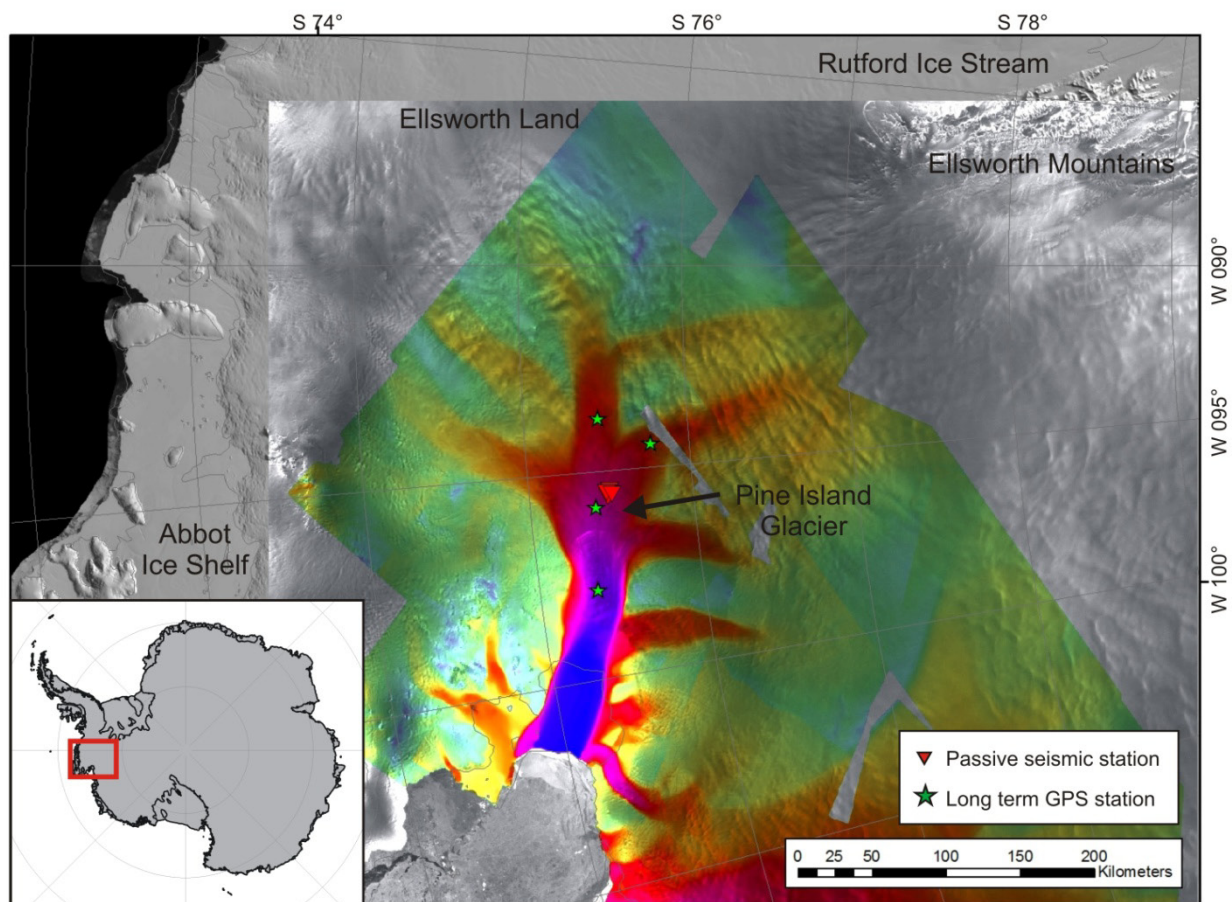 S 74°
S 76°
S 78°
Rutford Ice Stream
Ellsworth Land
Ellsworth Mountains
W 090°
W 095°
Pine Island
Glacier
Abbot
Ice Shelf
W 100°
Passive seismic station
Long term GPS station
0 25 50 100 150 200
Kilometers